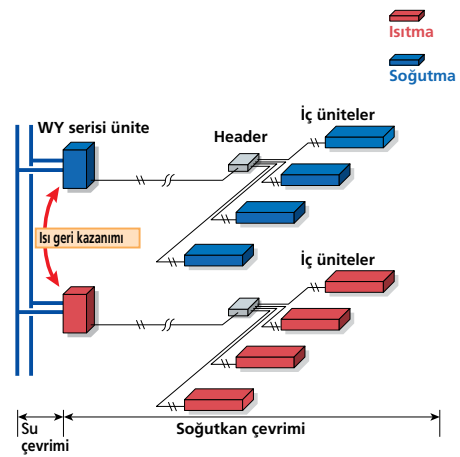 Isıtma
Soğutma
WY serisi ünite
Header
İç üniteler
Isı geri kazanımı
İç üniteler
Su
çevrimi
Soğutkan çevrimi